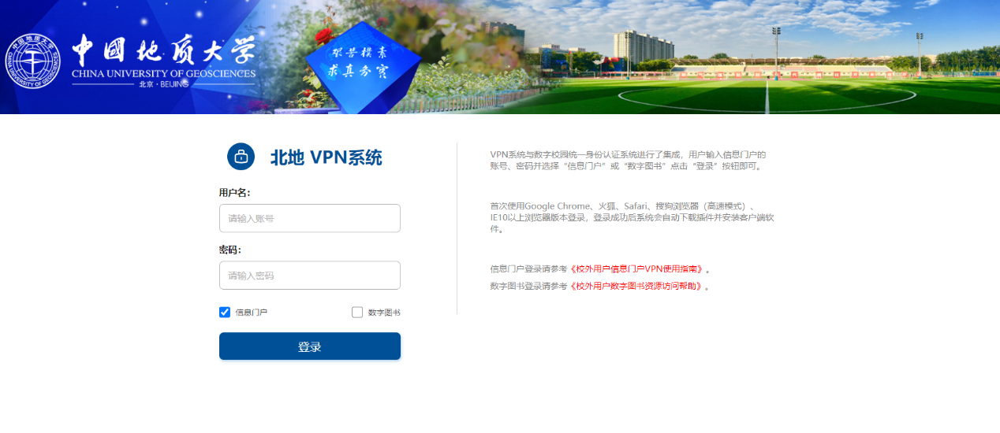 中國地质大学
CHINA UNIVERSITY OF GEOSCIENCES
北京·BEIJING
中国地质大学
CHINA UNIVERSITY OF GEOSCIENCES
艰苦樸素
求真务实
北地 VPN系统
用户名：
请输入账号
密码：
请输入密码
信息门户
数字图书
登录
VPN系统与数字校园统一身份认证系统进行了集成，用户输入信息门户的
账号、密码并选择“信息门户”或“数字图书”点击“登录”按钮即可。
首次使用Google Chrome、火狐、Safari、搜狗浏览器（高速模式）、
IE10以上浏览器版本登录，登录成功后系统会自动下载插件并安装客户端软
件。
信息门户登录请参考《校外用户信息门户VPN使用指南》。
数字图书登录请参考《校外用户数字图书资源访问帮助》。